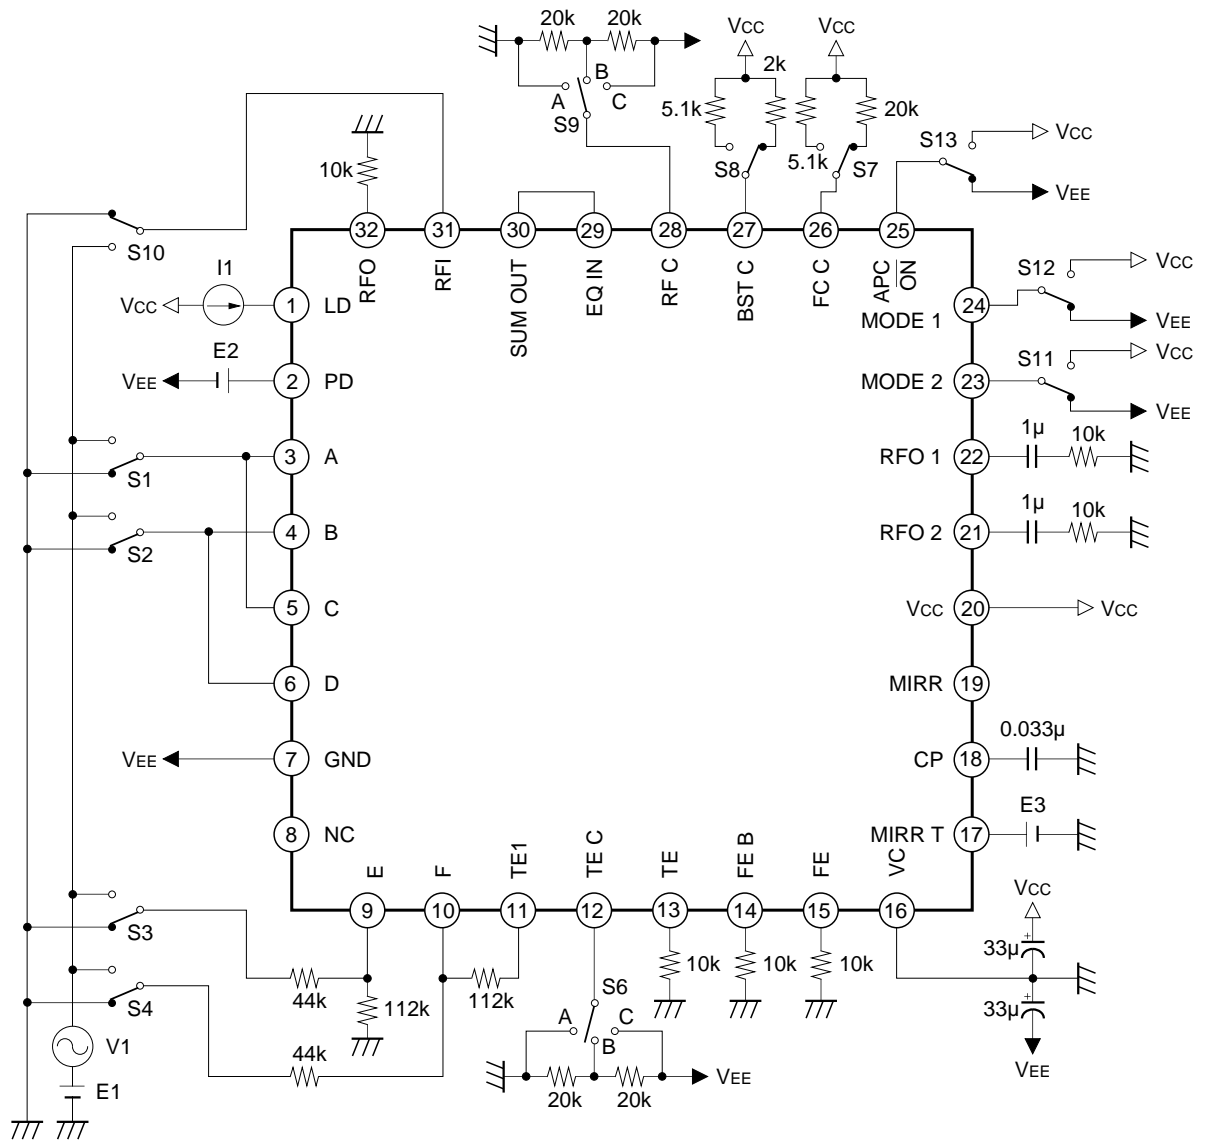 20k 20k
VCC VCC
2k
B
A C
S9
5.1k 20k
S8 5.1k S7
S13 VCC
VEE
10k
32 31 30 29 28 27 26 25
RFO RFI SUM OUT EQ IN RF C BST C FC C APC ON
S10
I1
VCC 1 LD
E2
VEE 2 PD
3 A
S1
4 B
S2
5 C
6 D
VEE 7 GND
8 NC
S12 VCC
MODE 1 24 VEE
S11 VCC
MODE 2 23 VEE
1µ 10k
RFO 1 22
1µ 10k
RFO 2 21
VCC 20 VCC
MIRR 19
0.033µ
CP 18
E3
MIRR T 17
E F TE1 TE C TE FE B FE VC
9 10 11 12 13 14 15 16
S3
44k 112k
S4
44k
112k
10k 10k 10k
S6
A C
B
20k 20k
VEE
VCC
+
33µ
+
33µ
VEE
V1
E1